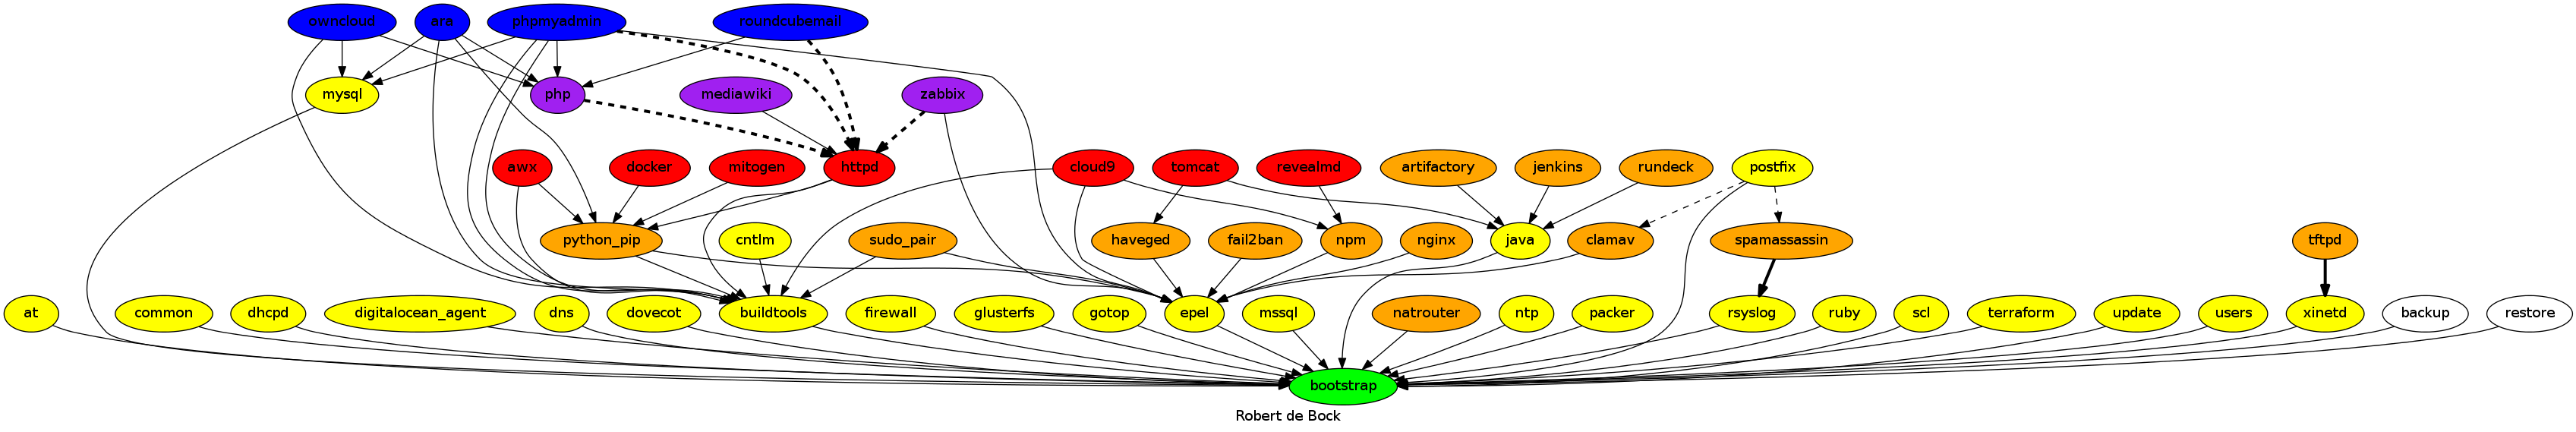 owncloud
ara
phpmyadmin
roundcubemail
mysql
php
mediawiki
zabbix
awx
docker
mitogen
httpd
cloud9
tomcat
revealmd
artifactory
jenkins
rundeck
postfix
python_pip
cntlm
sudo_pair
haveged
fail2ban
npm
nginx
java
clamav
spamassassin
tftpd
at
common
dhcpd
digitalocean_agent
dns
dovecot
buildtools
firewall
glusterfs
gotop
epel
mssql
natrouter
ntp
packer
rsyslog
ruby
scl
terraform
update
users
xinetd
backup
restore
bootstrap
Robert de Bock